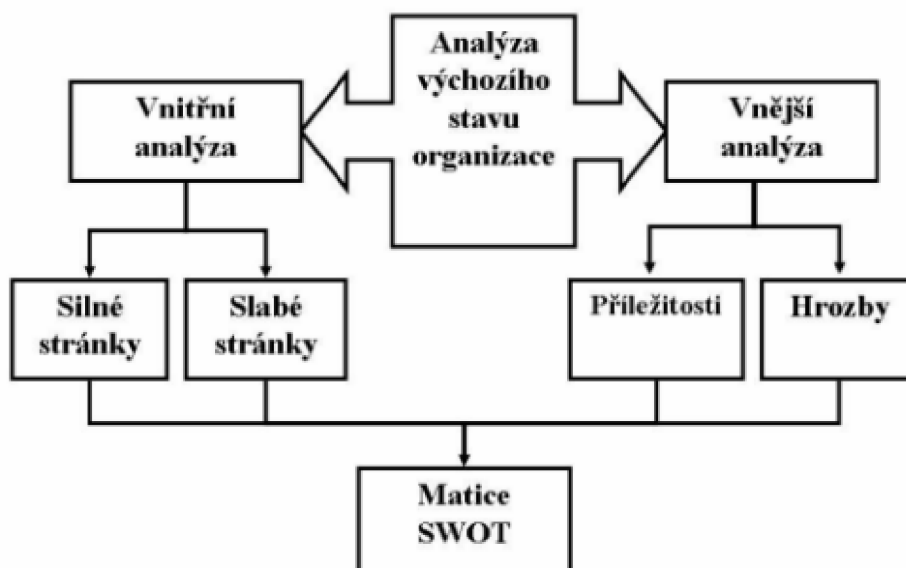 Analýza
výchozího
stavu
organizace
Vnitřní
analýza
Vnější
analýza
Silné
stránky
Slabé
stránky
Příležitosti
Hrozby
Matice
SWOT